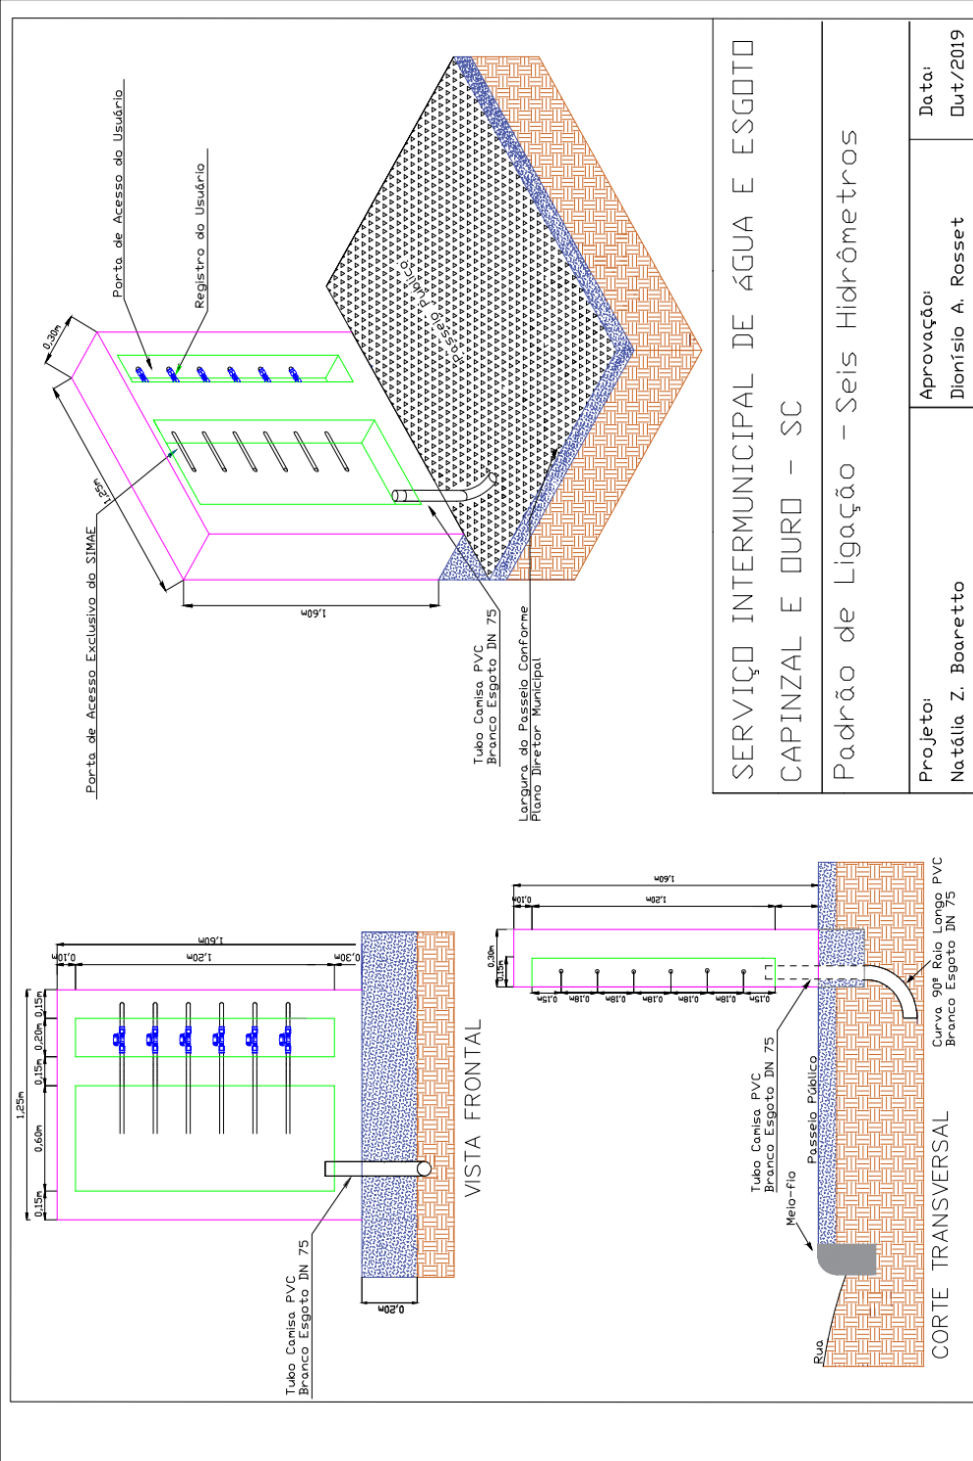 Porta de Acesso do Usuário
Registro do Usuário
Porta de Acesso Exclusivo do SIMAE
0,30m
1,25m
1,60m
Passeio Público
Tubo Camisa PVC
Branco Esgoto DN 75
Largura do Passeio Conforme
Plano Diretor Municipal
1,25m
0,15m
0,60m
0,15m
0,20m
0,15m
1,60m
0,10m
1,20m
0,30m
0,20m
Tubo Camisa PVC
Branco Esgoto DN 75
VISTA FRONTAL
1,60m
0,10m
1,20m
0,30m
0,15m
0,15m
0,18m
0,18m
0,18m
0,18m
0,18m
0,15m
Tubo Camisa PVC
Branco Esgoto DN 75
Passeio Público
Meio-fio
Rua
Curva 90º Raio Longo PVC
Branco Esgoto DN 75
CORTE TRANSVERSAL
SERVIÇO INTERMUNICIPAL DE ÁGUA E ESGOTO
CAPINZAL E OURO - SC
Padrão de Ligação - Seis Hidrômetros
Projeto:
Natália Z. Boaretto
Aprovação:
Dionísio A. Rosset
Data:
Out/2019